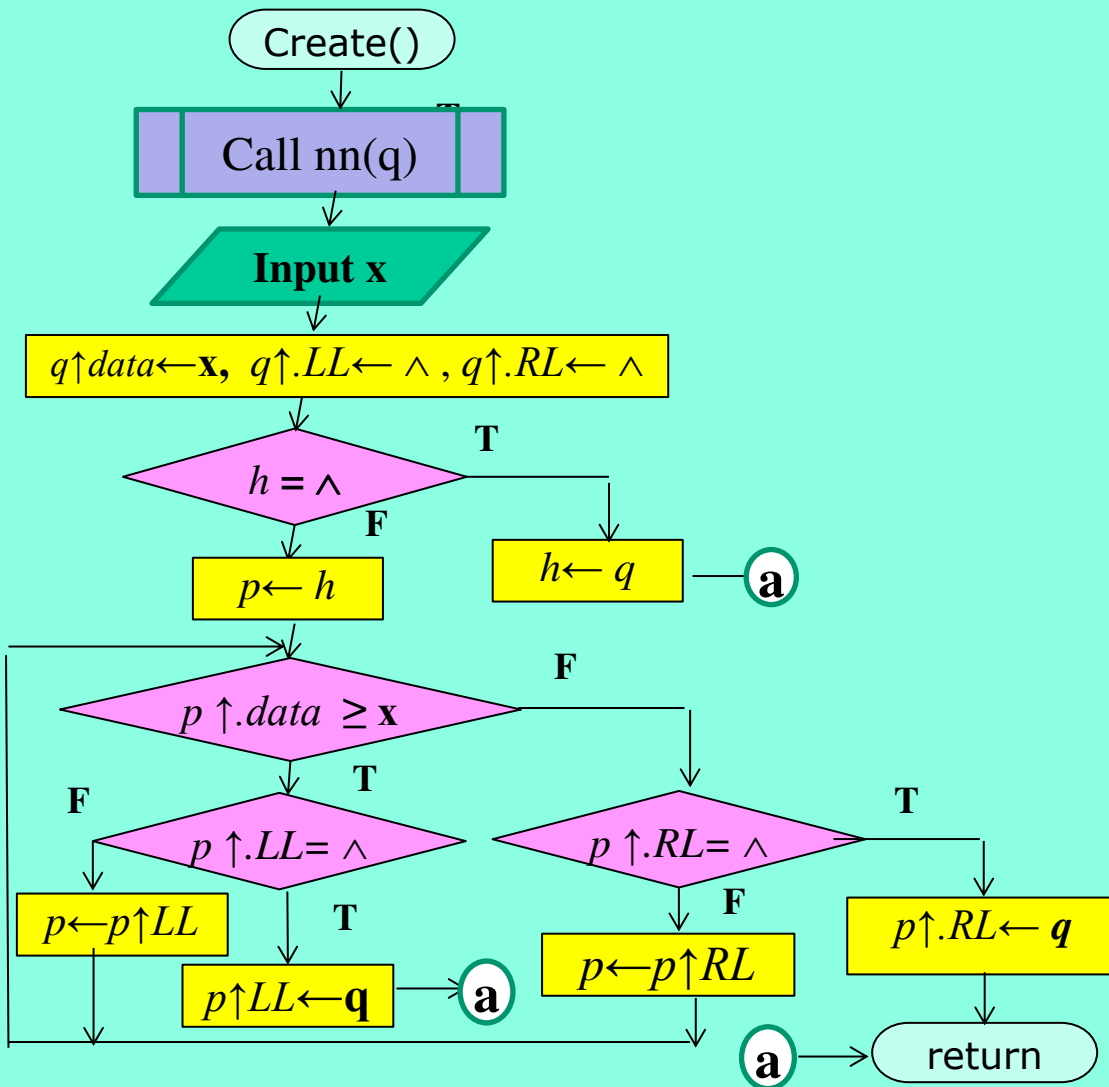 Create()
Call nn(q)
Input x
q↑data←x, q↑.LL← ∧ , q↑.RL← ∧
T
h = ∧
F
p← h
h← q
a
F
p ↑.data ≥ x
T
F
T
p ↑.LL= ∧
p ↑.RL= ∧
F
T
p←p↑LL
p↑.RL← q
p←p↑RL
p↑LL←q
a
a
return